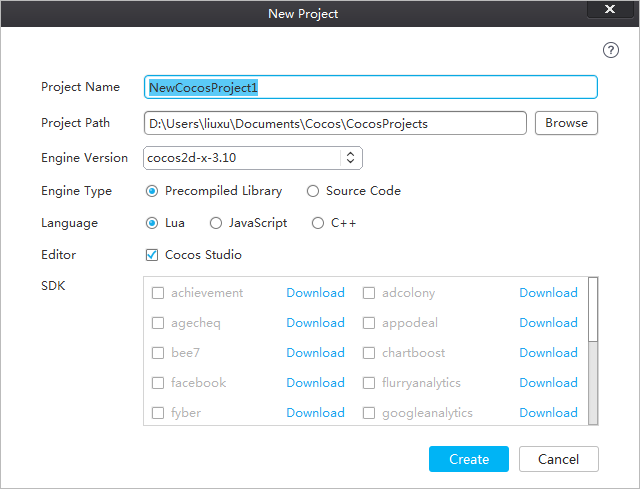 New Project
?
Project Name NewCocosProject1
Project Path D:\Users\liuxu\Documents\Cocos\CocosProjects Browse
Engine Version cocos2d-x-3.10
Engine Type Precompiled Library Source Code
Language Lua JavaScript C++
Editor Cocos Studio
SDK
achievement Download adcolony Download
agecheq Download appodeal Download
bee7 Download chartboost Download
facebook Download flurryanalytics Download
fyber Download googleanalytics Download
Create Cancel